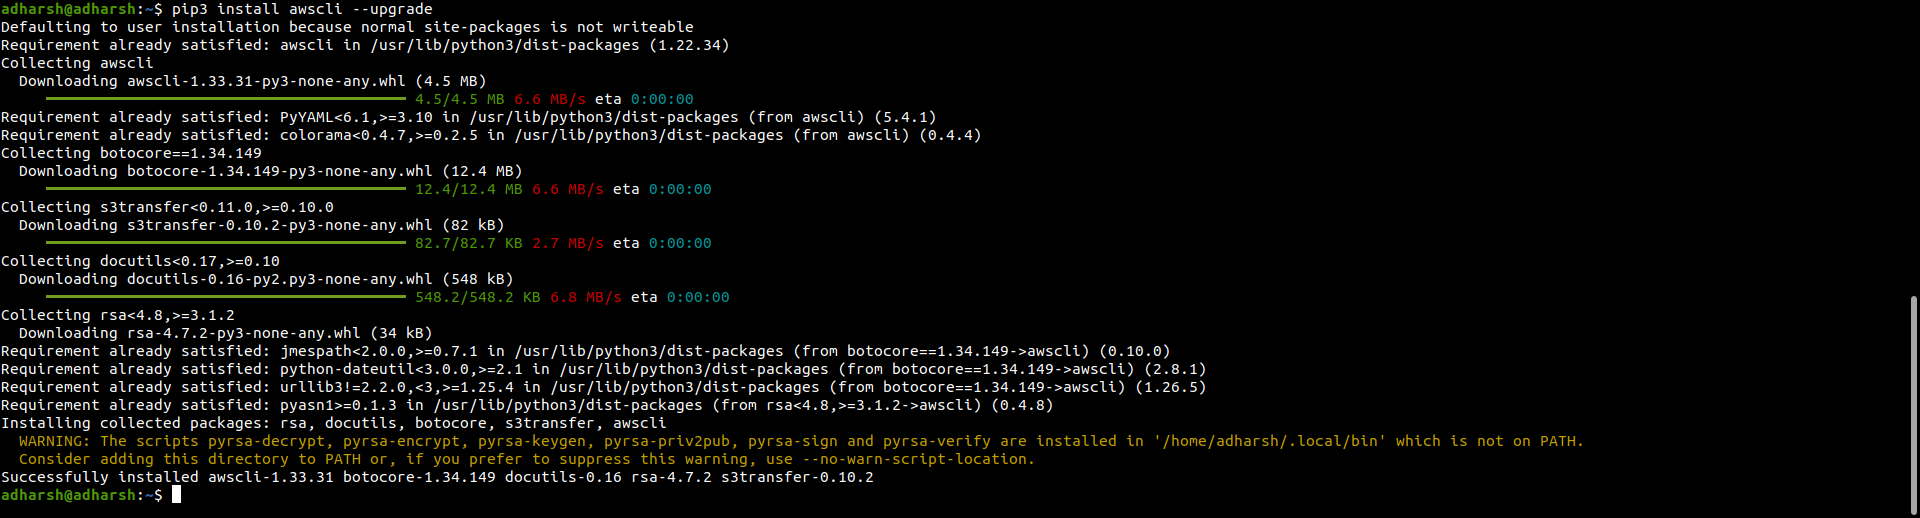 adharsh@adharsh:~$ pip3 install awscli --upgrade
Defaulting to user installation because normal site-packages is not writeable
Requirement already satisfied: awscli in /usr/lib/python3/dist-packages (1.22.34)
Collecting awscli
  Downloading awscli-1.33.31-py3-none-any.whl (4.5 MB)
4.5/4.5 MB 6.6 MB/s eta 0:00:00
Requirement already satisfied: PyYAML<6.1,>=3.10 in /usr/lib/python3/dist-packages (from awscli) (5.4.1)
Requirement already satisfied: colorama<0.4.7,>=0.2.5 in /usr/lib/python3/dist-packages (from awscli) (0.4.4)
Collecting botocore==1.34.149
  Downloading botocore-1.34.149-py3-none-any.whl (12.4 MB)
12.4/12.4 MB 6.6 MB/s eta 0:00:00
Collecting s3transfer<0.11.0,>=0.10.0
  Downloading s3transfer-0.10.2-py3-none-any.whl (82 kB)
82.7/82.7 KB 2.7 MB/s eta 0:00:00
Collecting docutils<0.17,>=0.10
  Downloading docutils-0.16-py2.py3-none-any.whl (548 kB)
548.2/548.2 KB 6.8 MB/s eta 0:00:00
Collecting rsa<4.8,>=3.1.2
  Downloading rsa-4.7.2-py3-none-any.whl (34 kB)
Requirement already satisfied: jmespath<2.0.0,>=0.7.1 in /usr/lib/python3/dist-packages (from botocore==1.34.149->awscli) (0.10.0)
Requirement already satisfied: python-dateutil<3.0.0,>=2.1 in /usr/lib/python3/dist-packages (from botocore==1.34.149->awscli) (2.8.1)
Requirement already satisfied: urllib3!=2.2.0,<3,>=1.25.4 in /usr/lib/python3/dist-packages (from botocore==1.34.149->awscli) (1.26.5)
Requirement already satisfied: pyasn1>=0.1.3 in /usr/lib/python3/dist-packages (from rsa<4.8,>=3.1.2->awscli) (0.4.8)
Installing collected packages: rsa, docutils, botocore, s3transfer, awscli
  WARNING: The scripts pyrsa-decrypt, pyrsa-encrypt, pyrsa-keygen, pyrsa-priv2pub, pyrsa-sign and pyrsa-verify are installed in '/home/adharsh/.local/bin' which is not on PATH.
  Consider adding this directory to PATH or, if you prefer to suppress this warning, use --no-warn-script-location.
Successfully installed awscli-1.33.31 botocore-1.34.149 docutils-0.16 rsa-4.7.2 s3transfer-0.10.2
adharsh@adharsh:~$